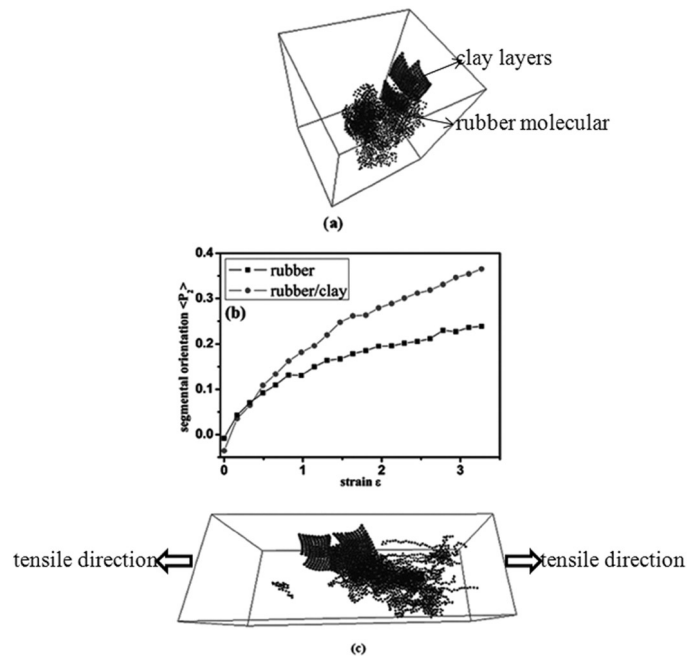 clay layers
rubber molecular
(a)
0.4
0.3
0.2
0.1
0.0
segmental orientation <P2>
rubber
rubber/clay
(b)
0
1
2
3
strain ε
tensile direction
tensile direction
(c)